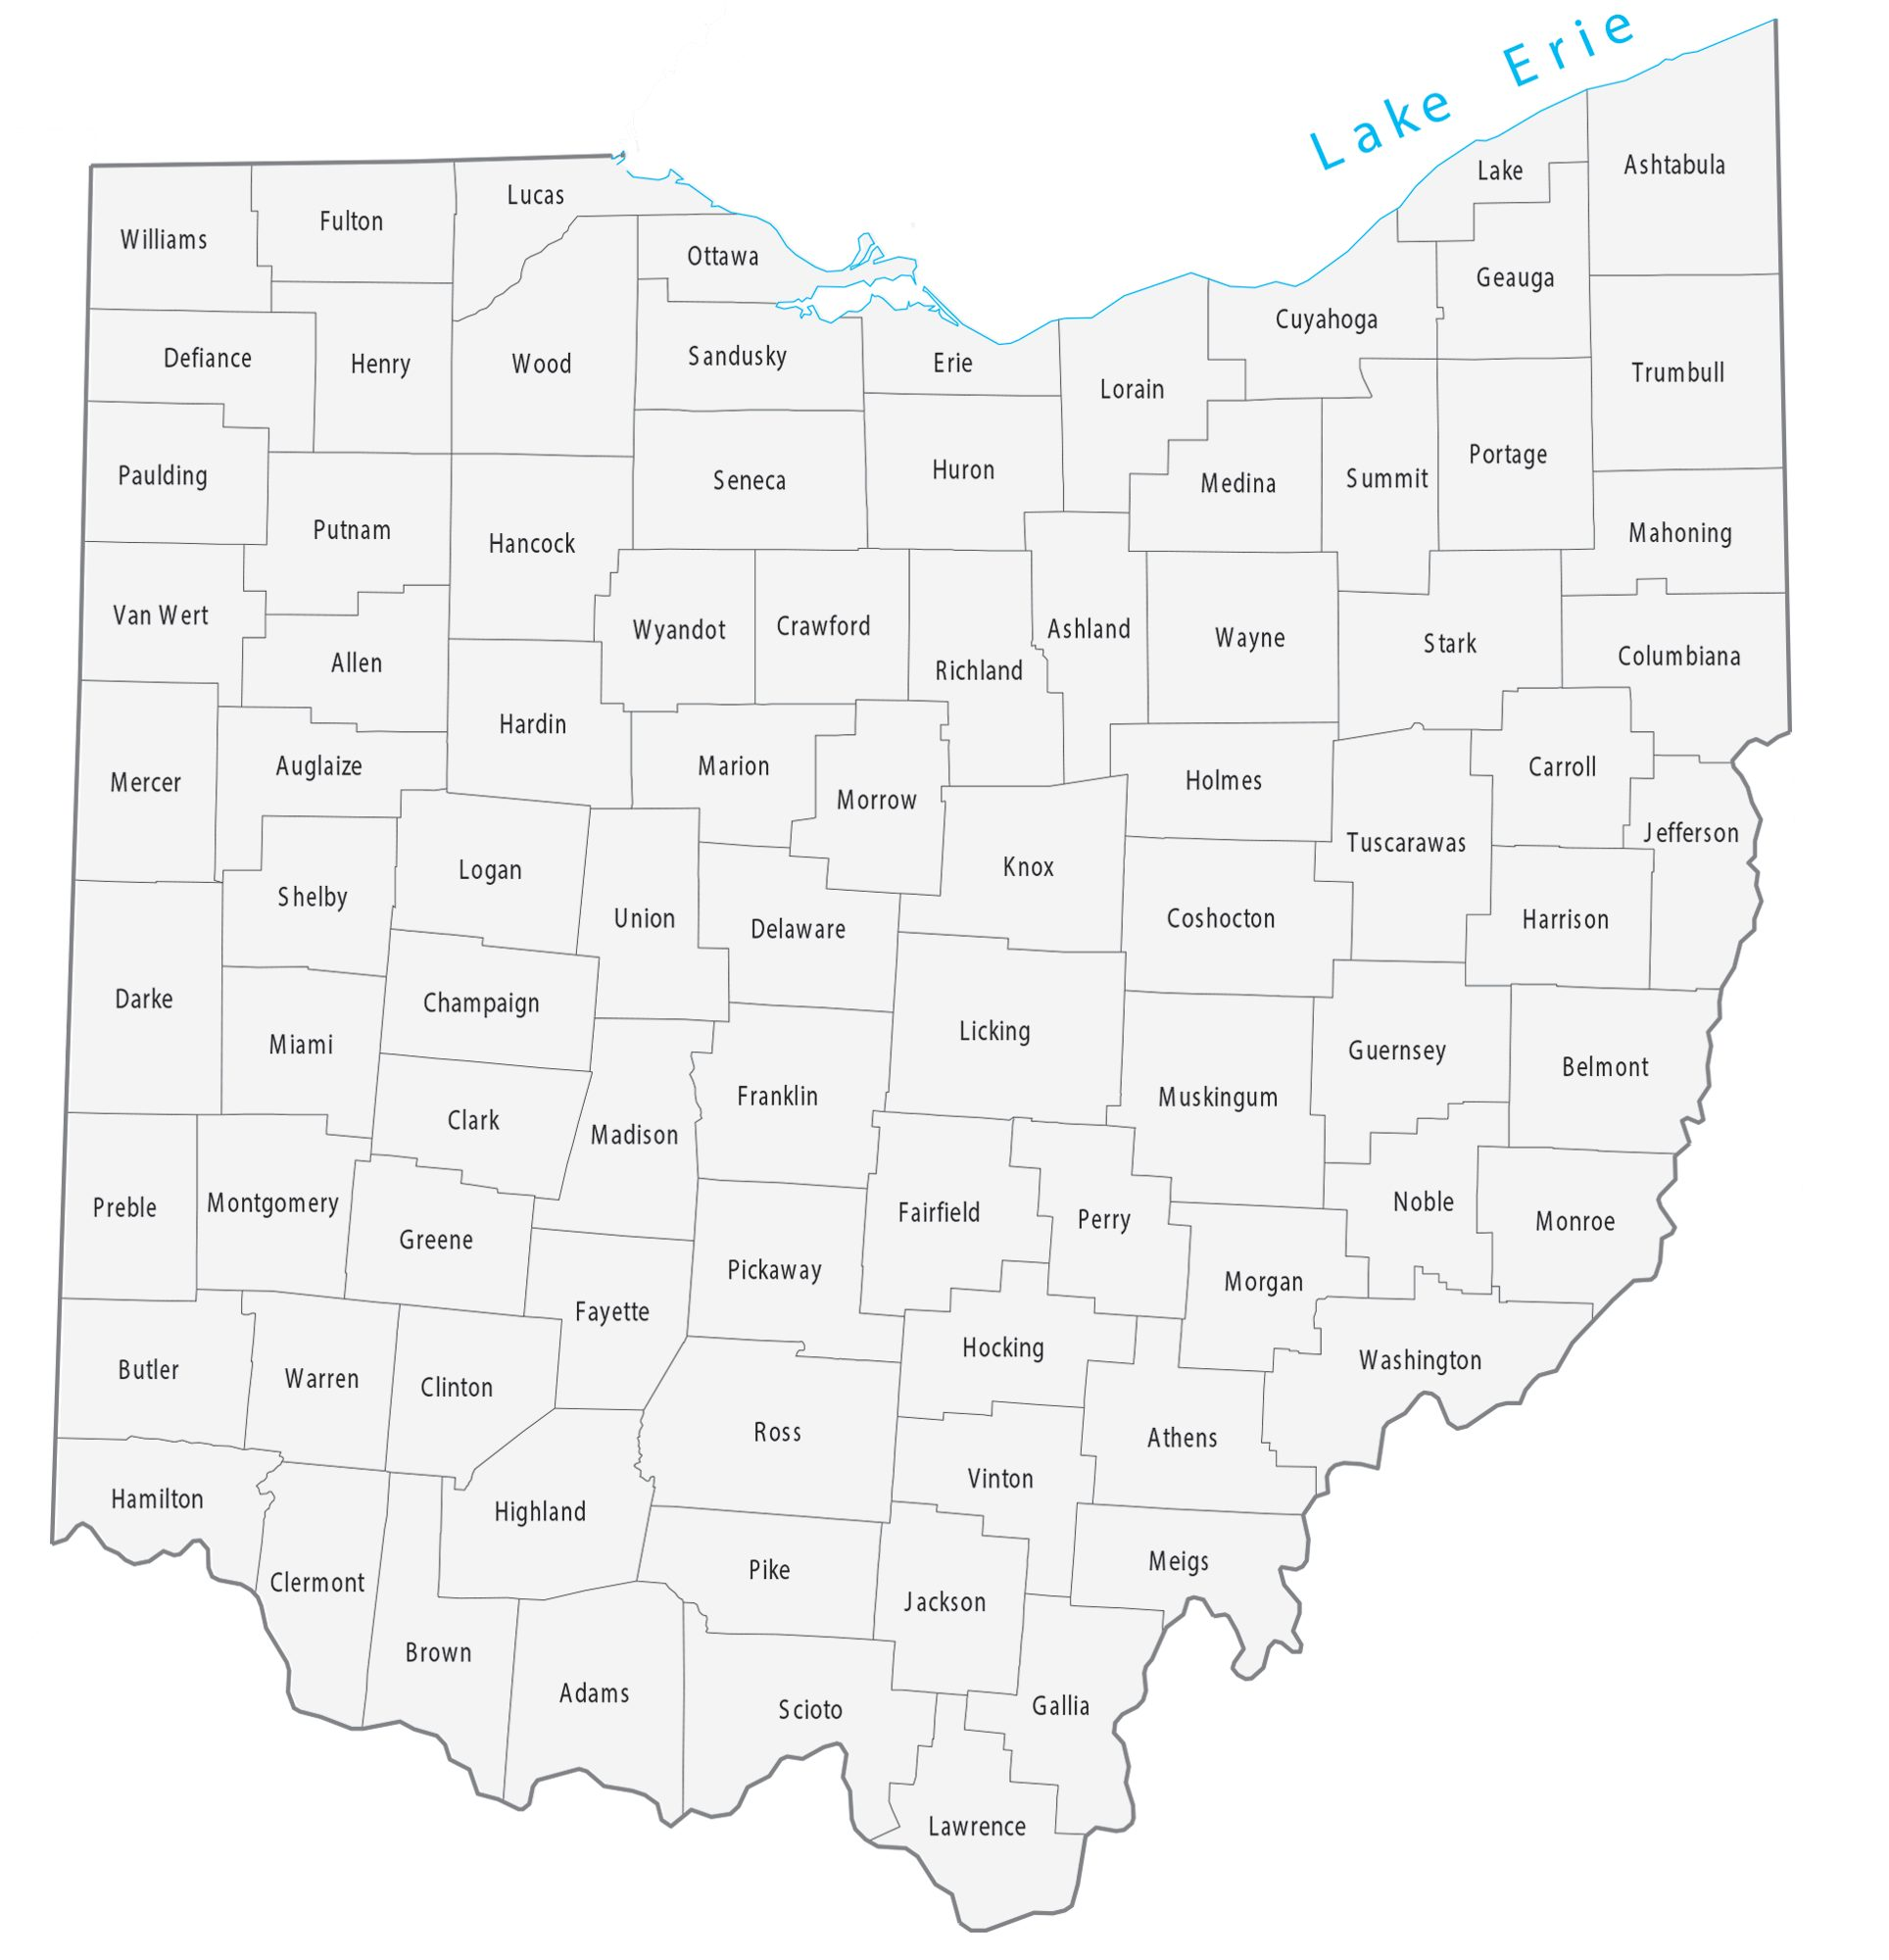 Lake Erie
Lake
Ashtabula
Lucas
Fulton
Williams
Ottawa
Geauga
Cuyahoga
Defiance
Henry
Wood
Sandusky
Erie
Lorain
Trumbull
Paulding
Seneca
Huron
Medina
Summit
Portage
Putnam
Hancock
Mahoning
Van Wert
Allen
Wyandot
Crawford
Richland
Ashland
Wayne
Stark
Columbiana
Mercer
Auglaize
Hardin
Marion
Morrow
Holmes
Tuscarawas
Carroll
Jefferson
Shelby
Logan
Union
Delaware
Knox
Coshocton
Harrison
Darke
Miami
Champaign
Licking
Guernsey
Belmont
Clark
Madison
Franklin
Muskingum
Preble
Montgomery
Greene
Fairfield
Perry
Noble
Monroe
Pickaway
Morgan
Fayette
Hocking
Washington
Butler
Warren
Clinton
Ross
Athens
Vinton
Hamilton
Highland
Clermont
Pike
Jackson
Meigs
Brown
Adams
Scioto
Gallia
Lawrence